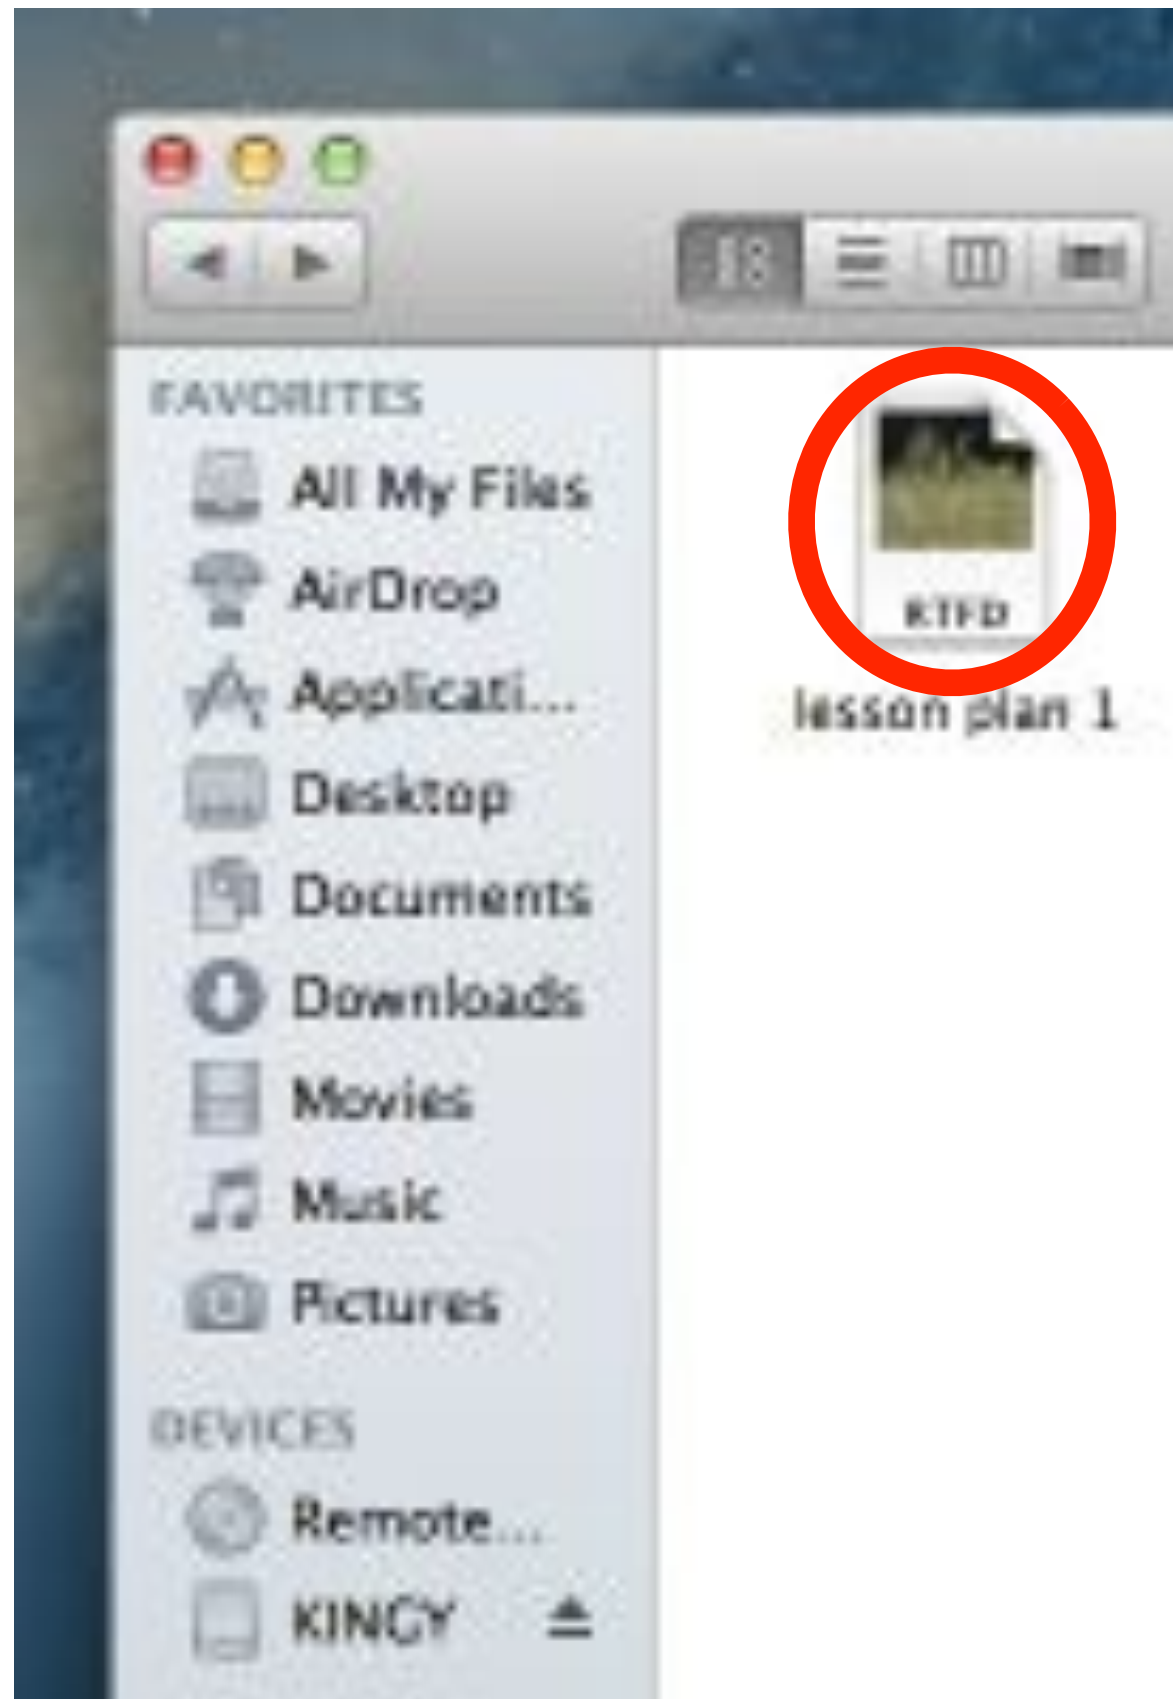 FAVORITES
All My Files
AirDrop
Applicati...
Desktop
Documents
Downloads
Movies
Music
Pictures
DEVICES
Remote...
KINGY
RTFD
lesson plan 1